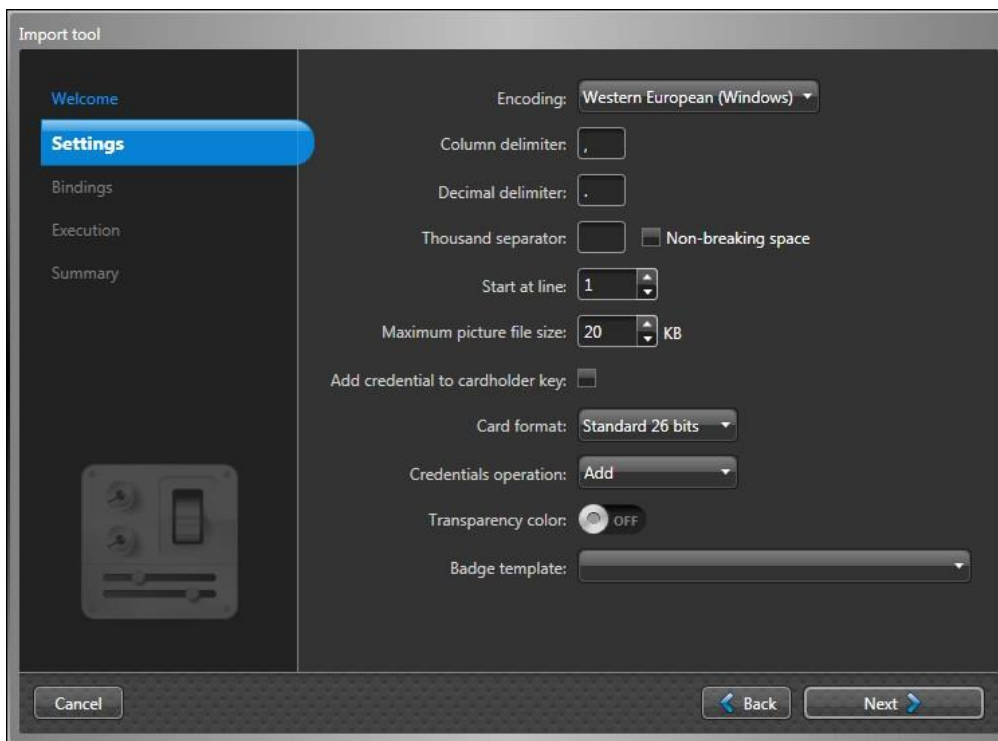 Import tool
Welcome
Settings
Bindings
Execution
Summary
Encoding: Western European (Windows)
Column delimiter: ,
Decimal delimiter: .
Thousand separator: Non-breaking space
Start at line: 1
Maximum picture file size: 20 KB
Add credential to cardholder key:
Card format: Standard 26 bits
Credentials operation: Add
Transparency color: OFF
Badge template:
Cancel
Back
Next